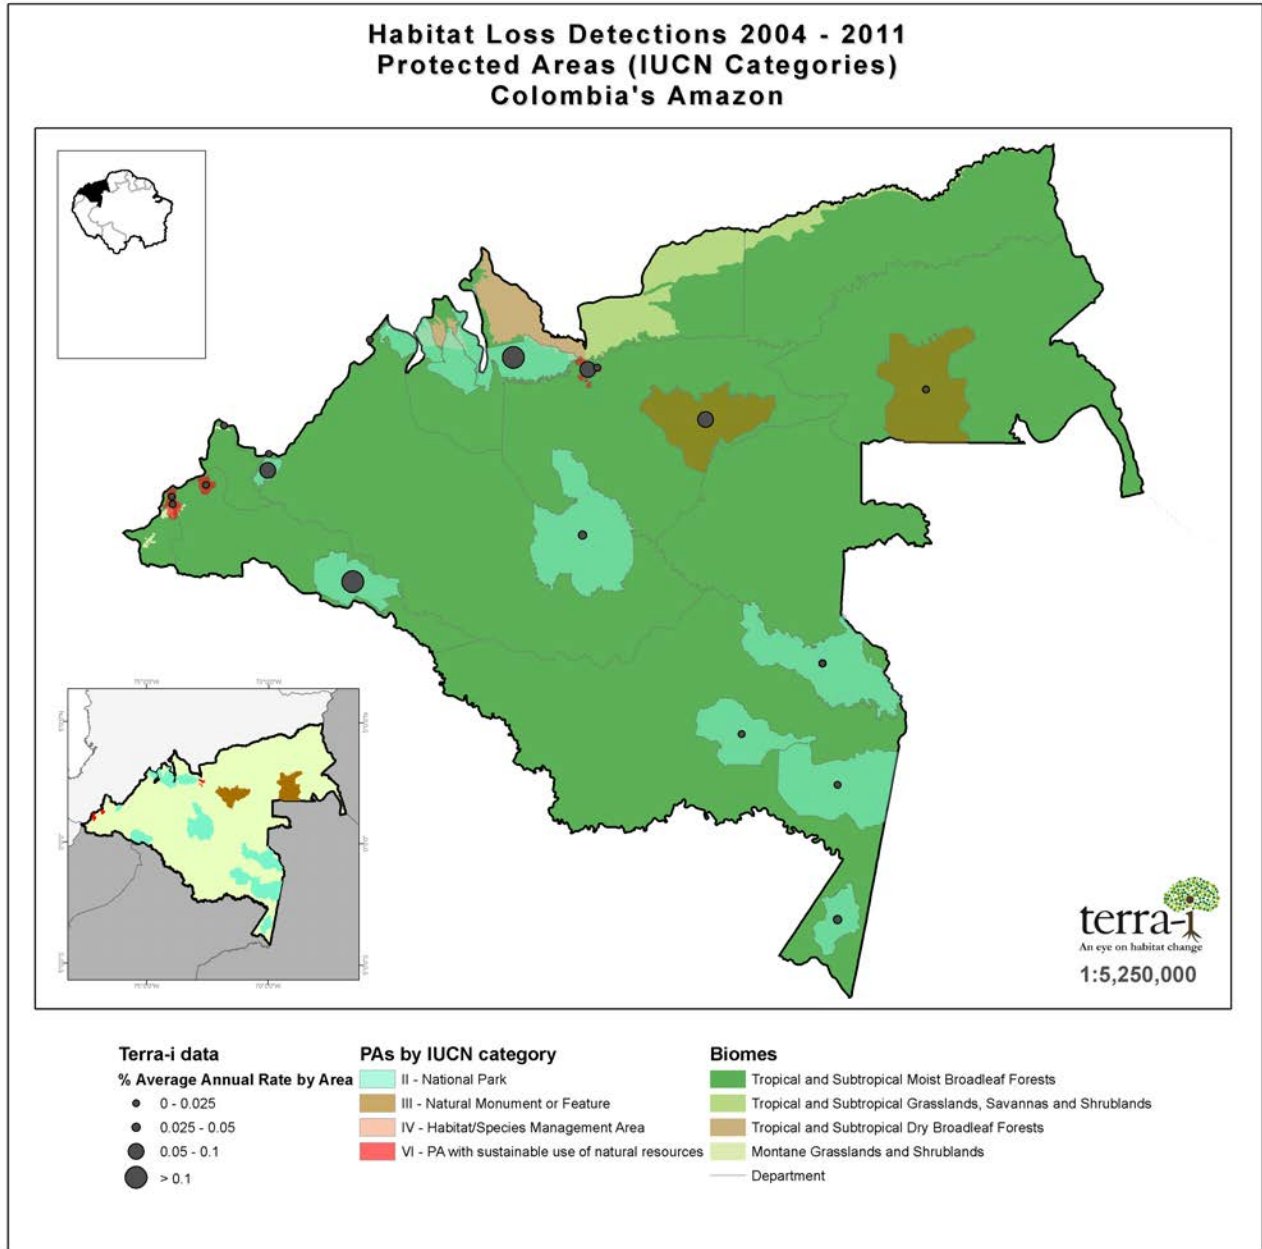 Habitat Loss Detections 2004 - 2011
Protected Areas (IUCN Categories)
Colombia's Amazon
terra-i
An eye on habitat change
1:5,250,000
Terra-i data
% Average Annual Rate by Area
0 - 0.025
0.025 - 0.05
0.05 - 0.1
> 0.1
PAs by IUCN category
II - National Park
III - Natural Monument or Feature
IV - Habitat/Species Management Area
VI - PA with sustainable use of natural resources
Biomes
Tropical and Subtropical Moist Broadleaf Forests
Tropical and Subtropical Grasslands, Savannas and Shrublands
Tropical and Subtropical Dry Broadleaf Forests
Montane Grasslands and Shrublands
Department